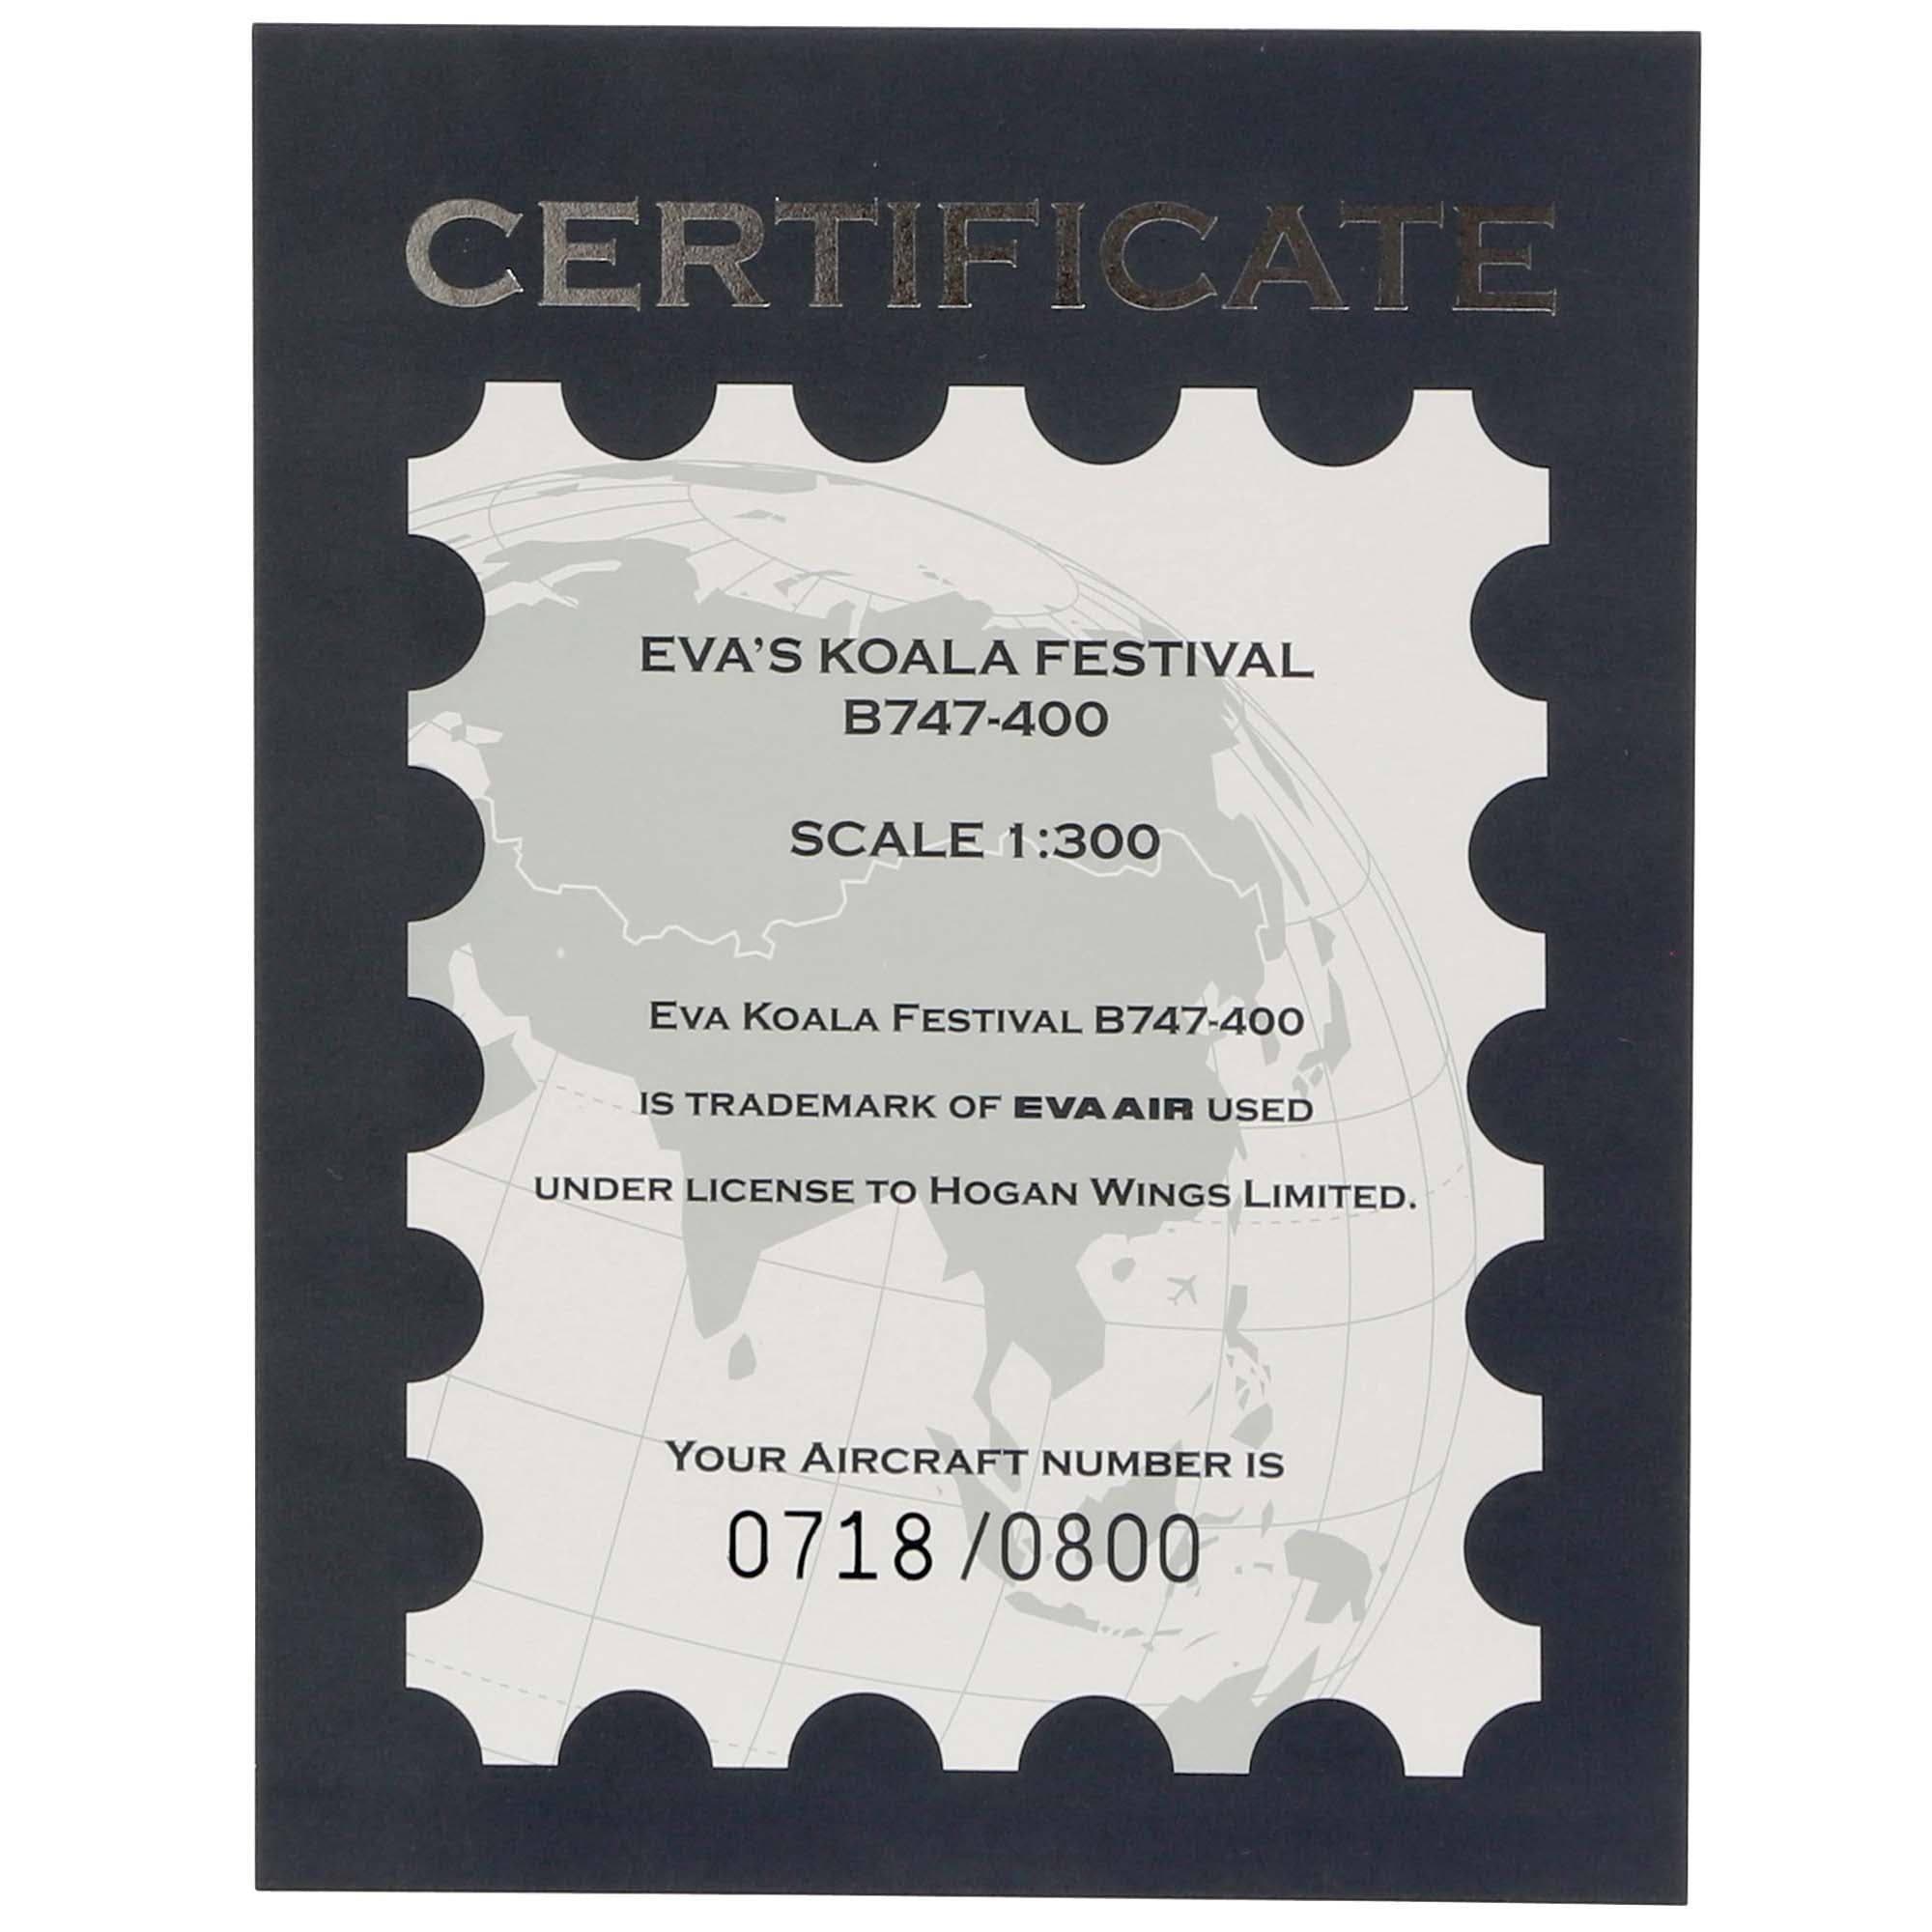 CERTIFICATE
EVA'S KOALA FESTIVAL
B747-400
SCALE 1:300
EVA KOALA FESTIVAL B747-400
IS TRADEMARK OF EVA AIR USED
UNDER LICENSE TO HOGAN WINGS LIMITED.
YOUR AIRCRAFT NUMBER IS
0718 /0800